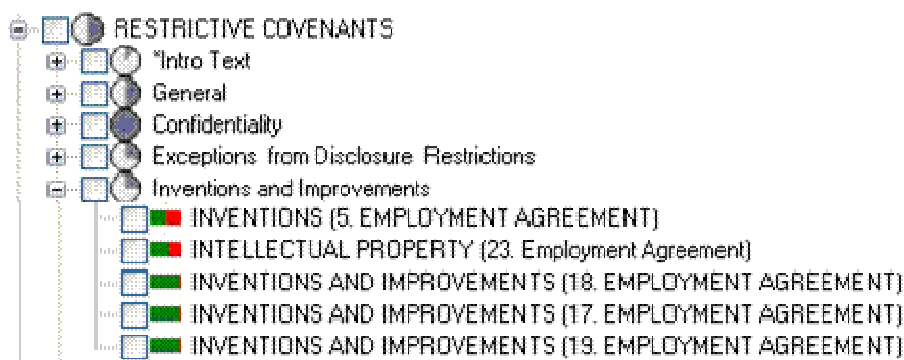 RESTRICTIVE COVENANTS
*Intro Text
General
Confidentiality
Exceptions from Disclosure Restrictions
Inventions and Improvements
INVENTIONS (5. EMPLOYMENT AGREEMENT)
INTELLECTUAL PROPERTY (23. Employment Agreement)
INVENTIONS AND IMPROVEMENTS (18. EMPLOYMENT AGREEMENT)
INVENTIONS AND IMPROVEMENTS (17. EMPLOYMENT AGREEMENT)
INVENTIONS AND IMPROVEMENTS (19. EMPLOYMENT AGREEMENT)